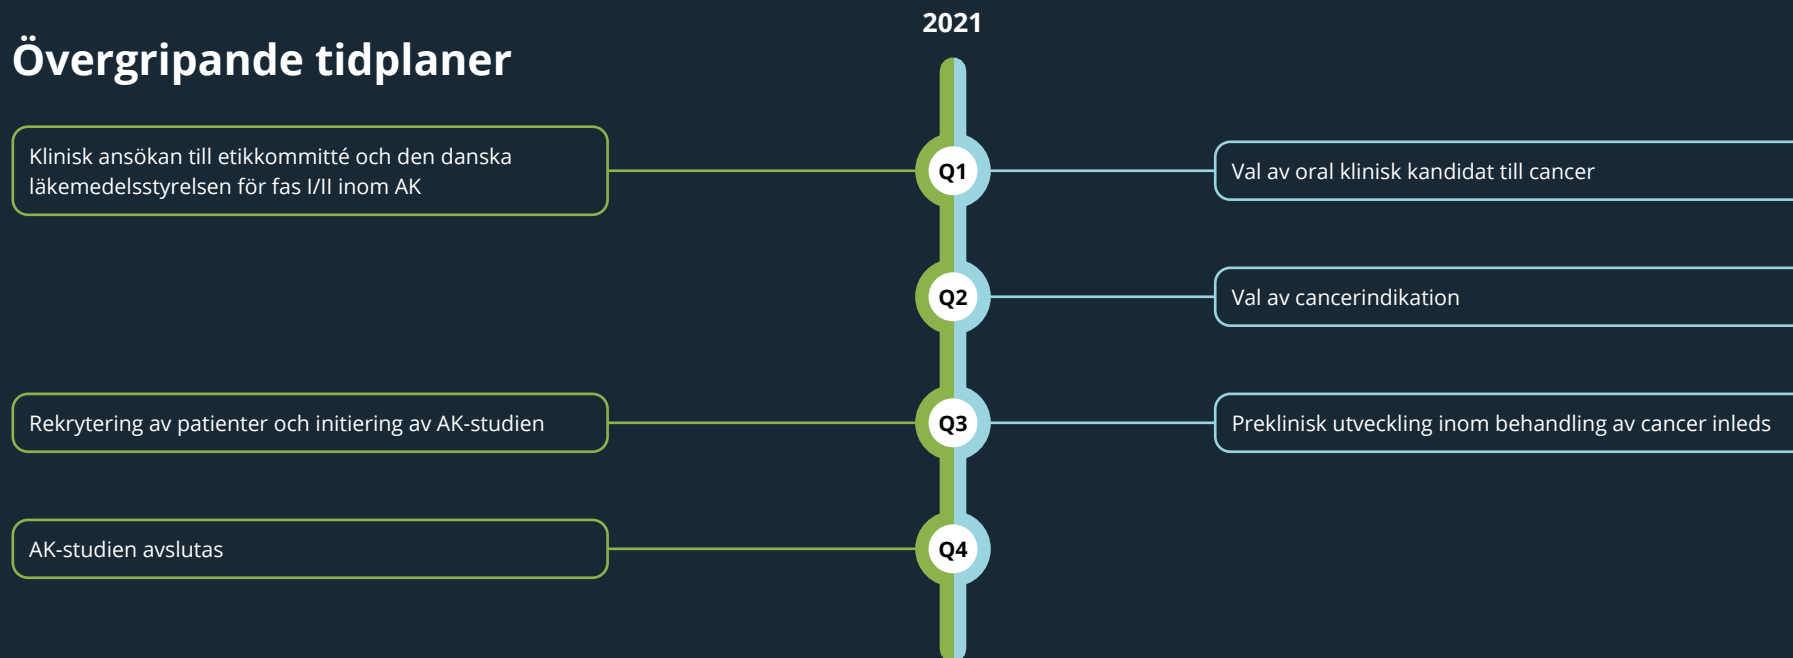 2021
Övergripande tidplaner
Klinisk ansökan till etikkommitté och den danska
läkemedelsstyrelsen för fas I/II inom AK
Q1
Val av oral klinisk kandidat till cancer
Q2
Val av cancerindikation
Rekrytering av patienter och initiering av AK-studien
Q3
Preklinisk utveckling inom behandling av cancer inleds
AK-studien avslutas
Q4